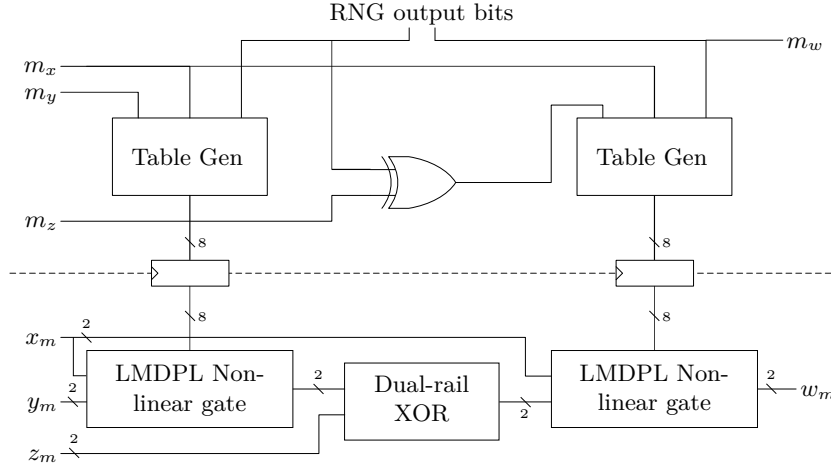 RNG output bits
m_w
m_x
m_y
Table Gen
Table Gen
m_z
8
8
8
8
x_m
2
LMDPL Non-
linear gate
2
Dual-rail
XOR
LMDPL Non-
linear gate
2
w_m
y_m
2
2
z_m
2